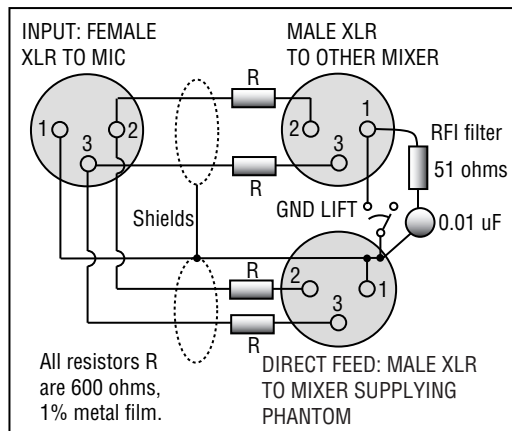 INPUT: FEMALE
XLR TO MIC
MALE XLR
TO OTHER MIXER
R
1
2
3
2
1
3
R
RFI filter
51 ohms
GND LIFT
0.01 uF
Shields
R
2
1
3
R
All resistors R
are 600 ohms,
1% metal film.
DIRECT FEED: MALE XLR
TO MIXER SUPPLYING
PHANTOM